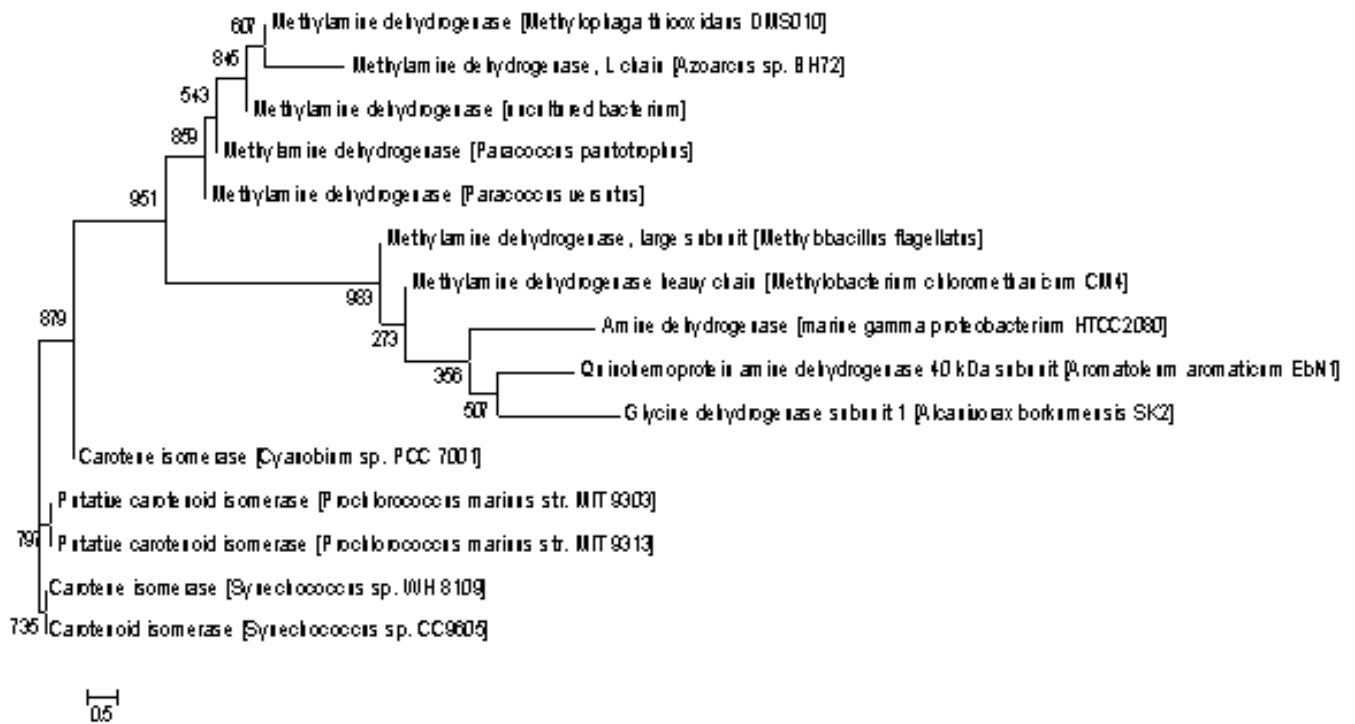 607
Methylamine dehydrogenase [Methylophaga thiooxidans DMS010]
845
Methylamine dehydrogenase, L chain [Azoarcus sp. BH72]
543
Methylamine dehydrogenase [uncultured bacterium]
859
Methylamine dehydrogenase [Paracoccus pantotrophus]
951
Methylamine dehydrogenase [Paracoccus versutus]
Methylamine dehydrogenase, large subunit [Methylobacillus flagellatus]
983
Methylamine dehydrogenase heavy chain [Methylobacterium chloromethanicum CM4]
879
273
Amine dehydrogenase [marine gamma proteobacterium HTCC2080]
356
Quinohemoprotein amine dehydrogenase 40 kDa subunit [Aromatoleum aromaticum EbN1]
507
Glycine dehydrogenase subunit 1 [Alcanivorax borkumensis SK2]
Carotene isomerase [Cyanobium sp. PCC 7001]
Putative carotenoid isomerase [Prochlorococcus marinus str. MIT 9303]
797
Putative carotenoid isomerase [Prochlorococcus marinus str. MIT 9313]
Carotene isomerase [Synechococcus sp. WH 8109]
735
Carotenoid isomerase [Synechococcus sp. CC9605]
0.5